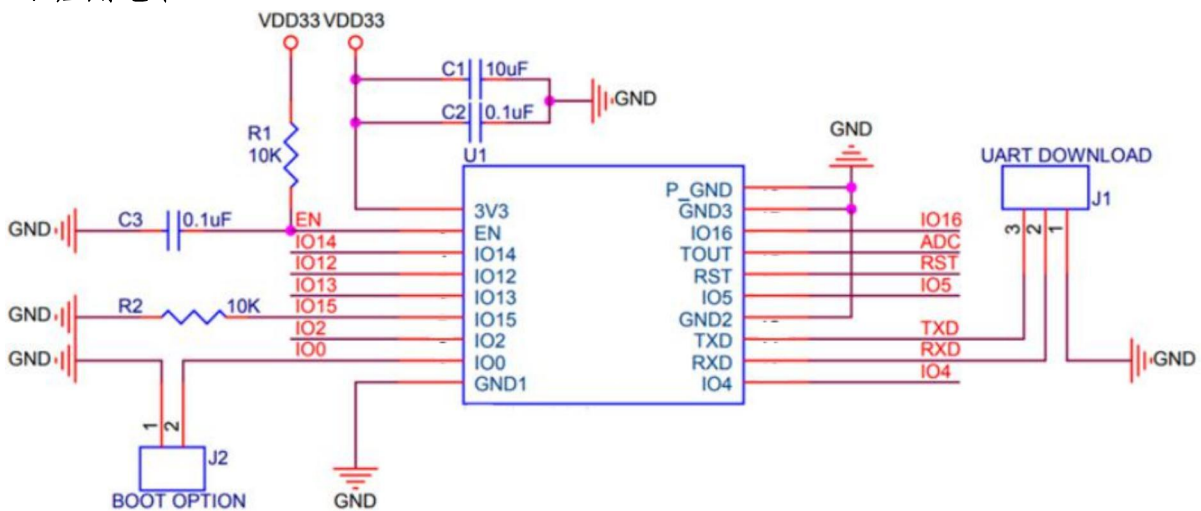 VDD33 VDD33
C1 10uF
GND
C2 0.1uF
R1
10K
U1
GND
UART DOWNLOAD
J1
P_GND
3V3
GND3
GND C3 0.1uF EN
EN
IO16
IO16
3 2 1
IO14
IO14
TOUT
ADC
IO12
IO12
RST
RST
IO13
IO13
IO5
IO5
GND R2 10K IO15
IO15
GND2
IO2
IO2
TXD
TXD
GND
IO0
IO0
RXD
RXD
GND
GND1
IO4
IO4
1 2
J2
BOOT OPTION
GND